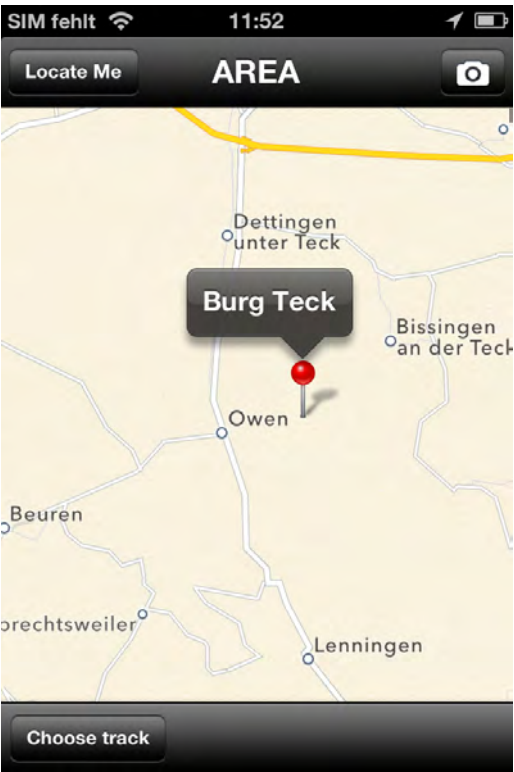 SIM fehlt 11:52
Locate Me AREA
Dettingen
unter Teck
Burg Teck
Bissingen
an der Teck
Owen
Beuren
brechtsweiler
Lenningen
Choose track